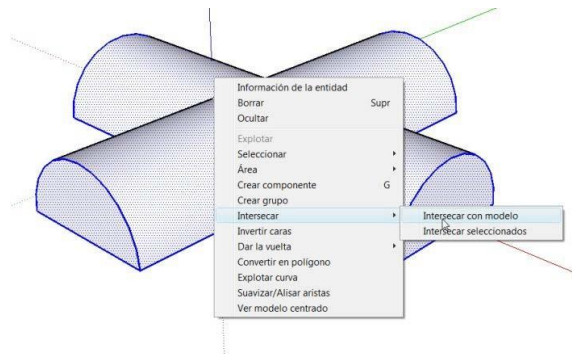 Información de la entidad
Borrar Supr
Ocultar
Explotar
Seleccionar
Área
Crear componente G
Crear grupo
Intersecar
Intersecar con modelo
Intersecar seleccionados
Invertir caras
Dar la vuelta
Convertir en polígono
Explotar curva
Suavizar/Alisar aristas
Ver modelo centrado